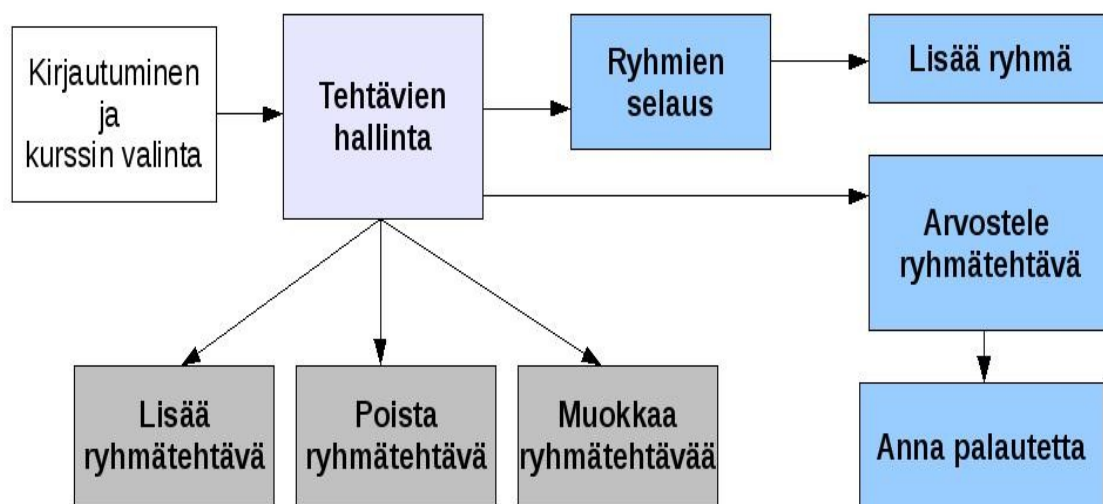 Kirjautuminen
ja
kurssin valinta
Tehtävien
hallinta
Ryhmien
selaus
Lisää ryhmä
Arvostele
ryhmätehtävä
Lisää
ryhmätehtävä
Poista
ryhmätehtävä
Muokkaa
ryhmätehtävää
Anna palautetta